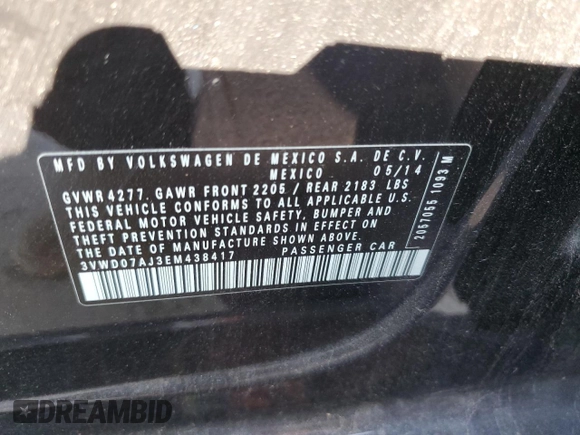 MFD BY VOLKSWAGEN DE MEXICO S.A. DE C.V.
MEXICO 05/14
GVWR 4277. GAWR FRONT 2205 / REAR 2183 LBS
THIS VEHICLE CONFORMS TO ALL APPLICABLE U.S.
FEDERAL MOTOR VEHICLE SAFETY, BUMPER AND
THEFT PREVENTION STANDARDS IN EFFECT ON
THE DATE OF MANUFACTURE SHOWN ABOVE.
3VWD07AJ3EM438417 PASSENGER CAR
2057055 1093 M
DREAMBID